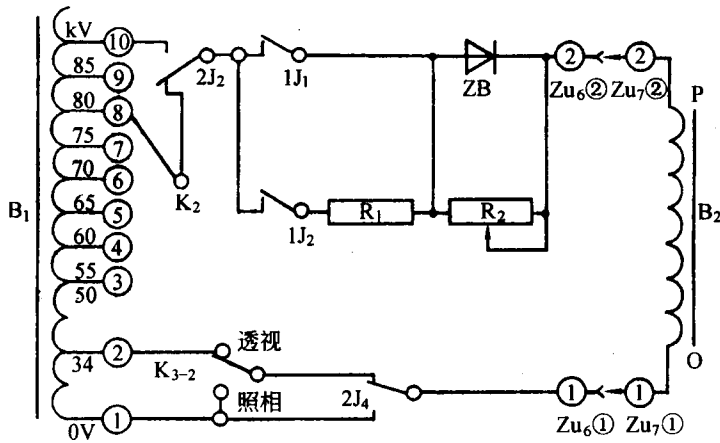 kV ⑩ 2J₂ 1J₁ ZB ② ② Zu₆② Zu₇②
85 ⑨
80 ⑧
75 ⑦
70 ⑥ K₂
65 ⑤
60 ④ 1J₂ R₁ R₂
55 ③
50
B₁
P
B₂
O
34 ② K₃₋₂ 透视
照相 2J₄
0V ① ① ① Zu₆① Zu₇①